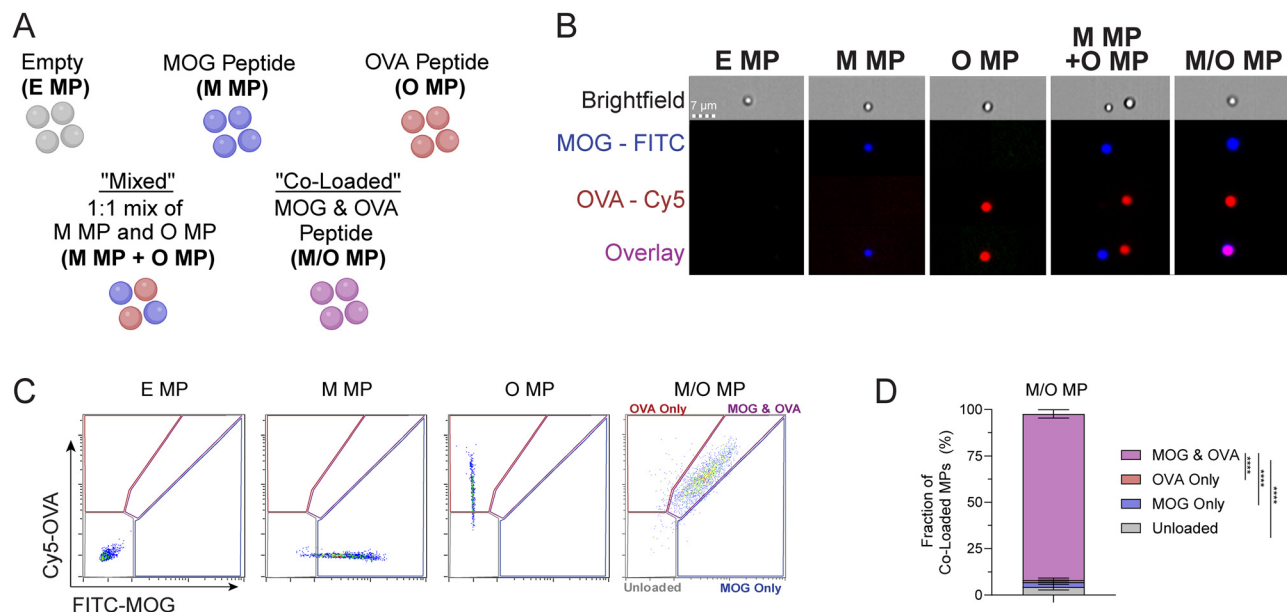 A
Empty
(E MP)
MOG Peptide
(M MP)
OVA Peptide
(O MP)
"Mixed"
1:1 mix of
M MP and O MP
(M MP + O MP)
"Co-Loaded"
MOG & OVA
Peptide
(M/O MP)
B
E MP
M MP
O MP
M MP
+O MP
M/O MP
Brightfield
7 µm
MOG - FITC
OVA - Cy5
Overlay
C
E MP
M MP
O MP
M/O MP
OVA Only
MOG & OVA
Unloaded
MOG Only
Cy5-OVA
FITC-MOG
D
M/O MP
Fraction of
Co-Loaded MPs (%)
100
75
50
25
0
MOG & OVA
OVA Only
MOG Only
Unloaded
****
****
****